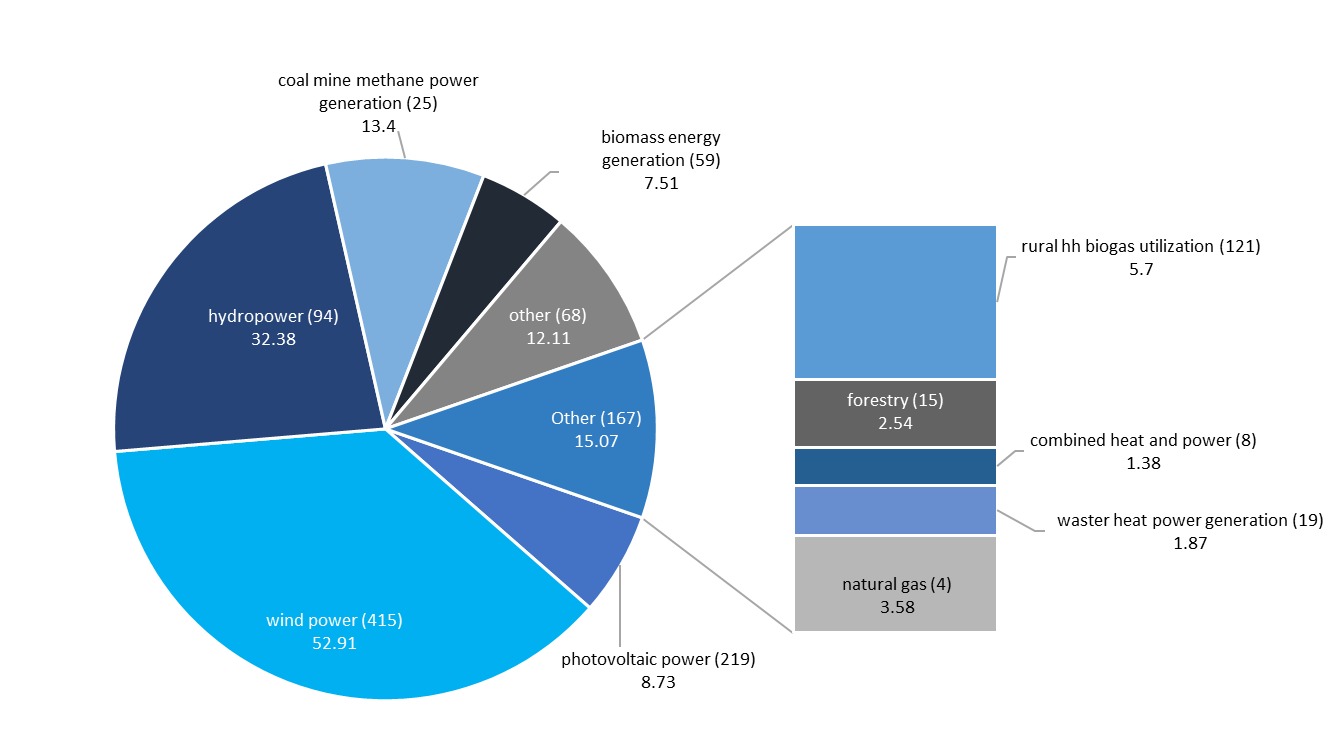 coal mine methane power
generation (25)
13.4
biomass energy
generation (59)
7.51
hydropower (94)
32.38
other (68)
12.11
Other (167)
15.07
wind power (415)
52.91
photovoltaic power (219)
8.73
rural hh biogas utilization (121)
5.7
forestry (15)
2.54
combined heat and power (8)
1.38
waster heat power generation (19)
1.87
natural gas (4)
3.58